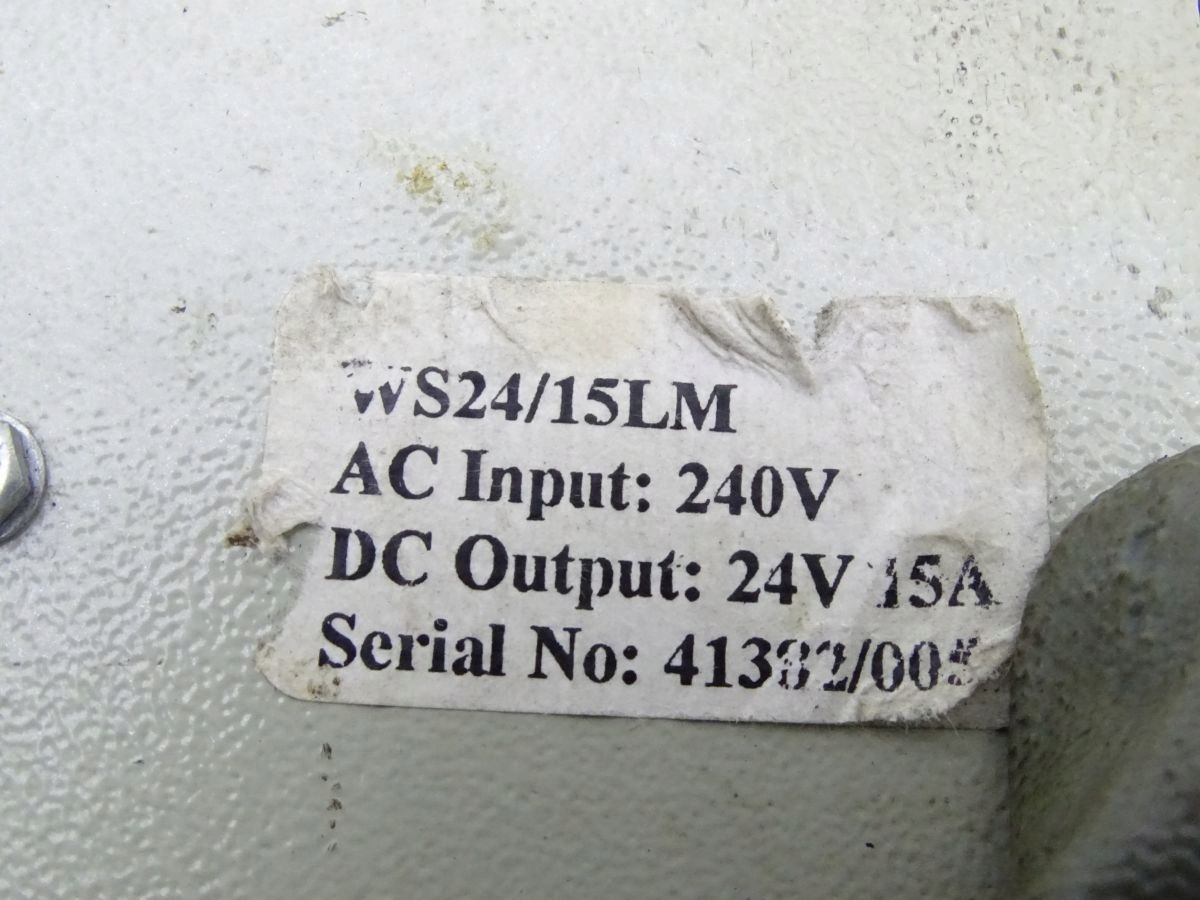 WS24/15LM
AC Input: 240V
DC Output: 24V 15A
Serial No: